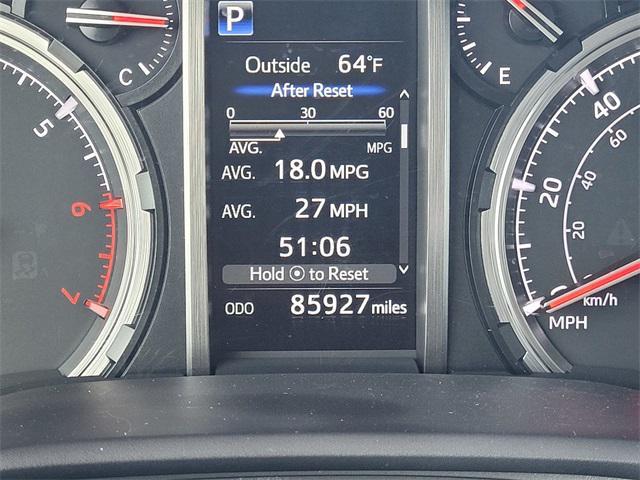 P
Outside 64°F
After Reset
0 30 60
AVG. MPG
AVG. 18.0 MPG
AVG. 27 MPH
51:06
Hold to Reset
ODO 85927 miles
C
5
6
7
E
40
60
20
40
20
km/h
MPH